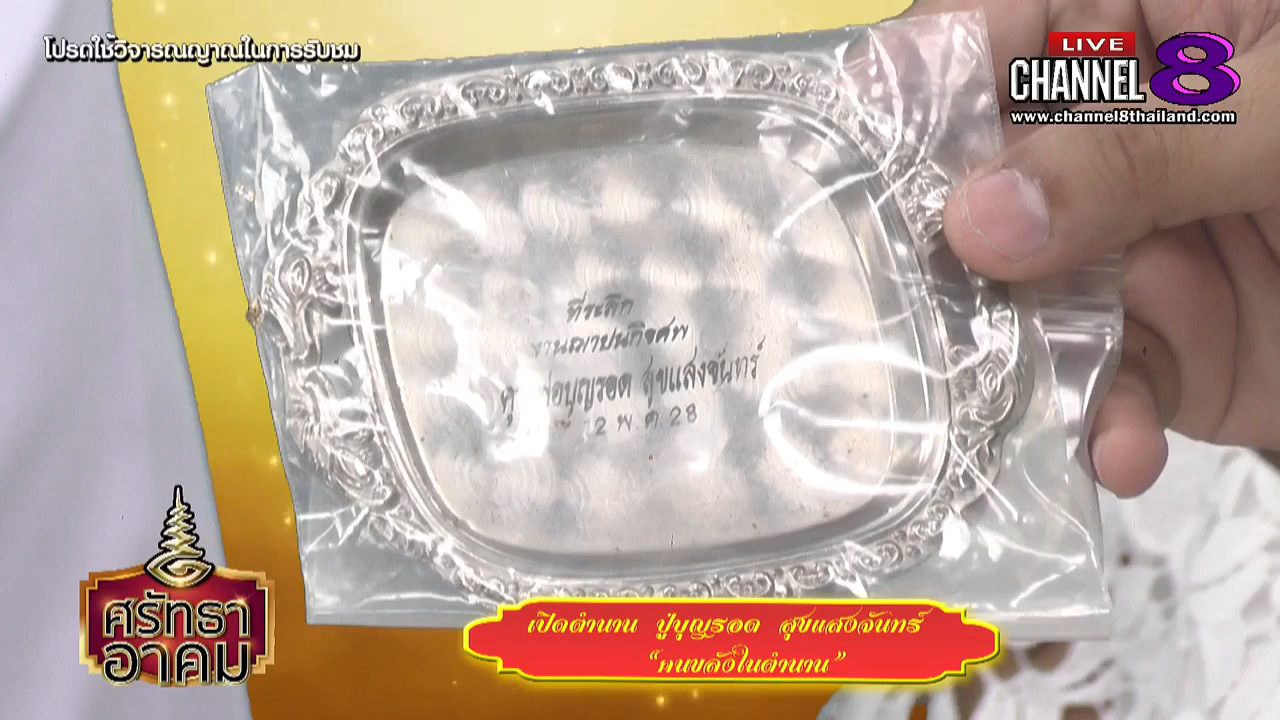 โปรดใช้วิจารณญาณในการรับชม
LIVE
CHANNEL 8
www.channel8thailand.com
ที่ระลึก
งานฌาปนกิจศพ
บุญรอด สุขแสงจันทร์
2 พ.ค. 28
ศรัทธา
อาคม
เปิดตำนาน ปู่บุญรอด สุขแสงจันทร์
“คนขลังในตำนาน”